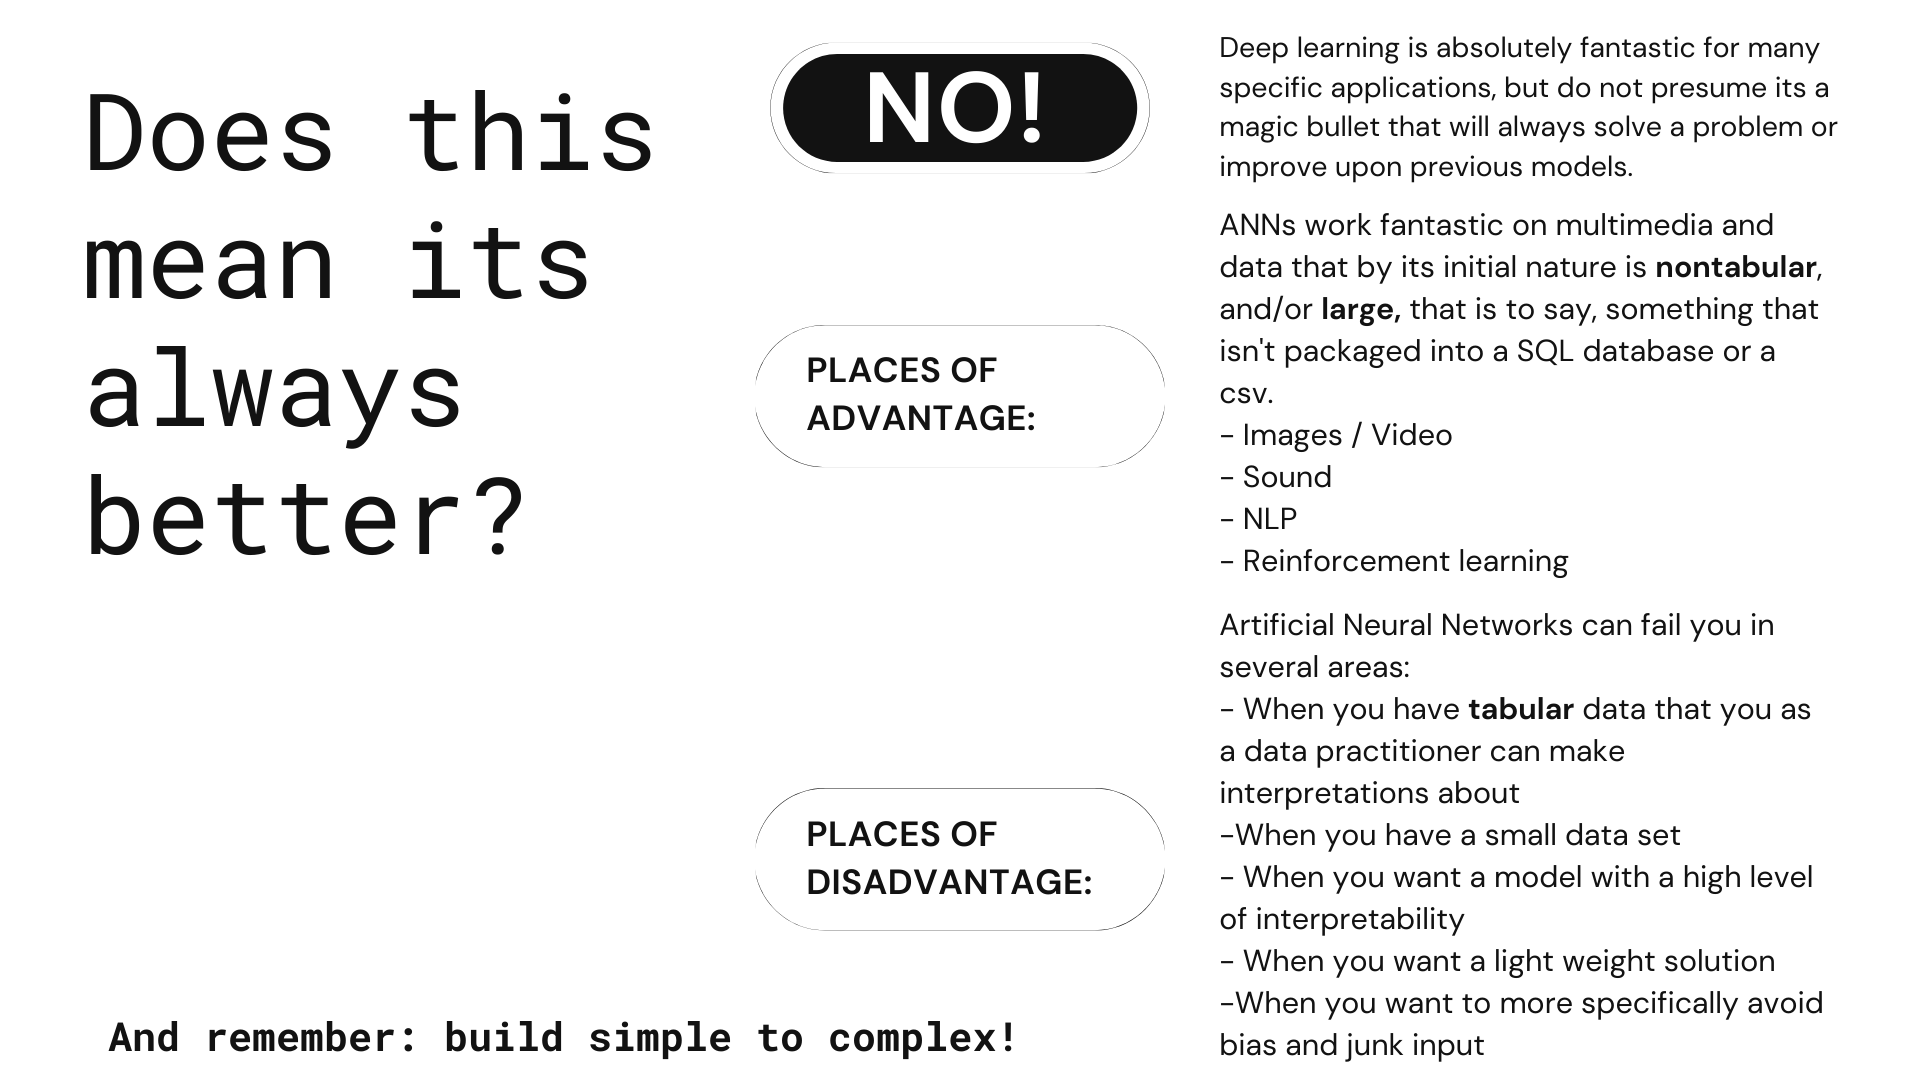 Does this
mean its
always
better?
NO!
Deep learning is absolutely fantastic for many
specific applications, but do not presume its a
magic bullet that will always solve a problem or
improve upon previous models.
PLACES OF
ADVANTAGE:
ANNs work fantastic on multimedia and
data that by its initial nature is nontabular,
and/or large, that is to say, something that
isn't packaged into a SQL database or a
csv.
- Images / Video
- Sound
- NLP
- Reinforcement learning
PLACES OF
DISADVANTAGE:
Artificial Neural Networks can fail you in
several areas:
- When you have tabular data that you as
a data practitioner can make
interpretations about
-When you have a small data set
- When you want a model with a high level
of interpretability
- When you want a light weight solution
-When you want to more specifically avoid
bias and junk input
And remember: build simple to complex!